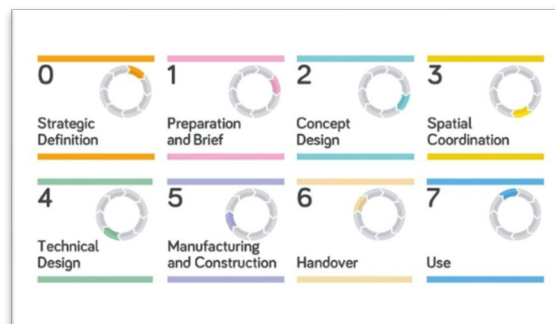 0
Strategic
Definition
1
Preparation
and Brief
2
Concept
Design
3
Spatial
Coordination
4
Technical
Design
5
Manufacturing
and Construction
6
Handover
7
Use